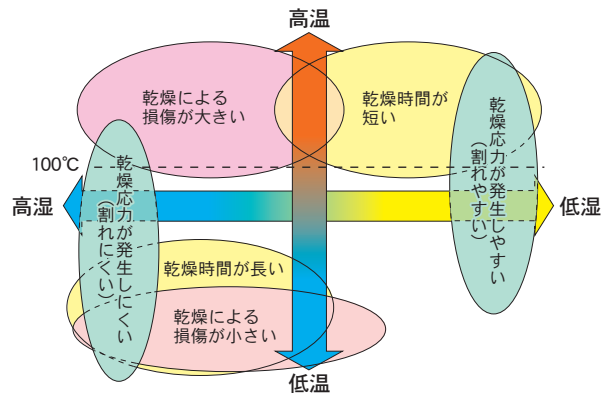 高温
乾燥による
損傷が大きい
乾燥時間が
短い
100℃
乾燥応力が発生しにくい
（割れにくい）
乾燥応力が発生しやすい
（割れやすい）
高湿
低湿
乾燥時間が長い
乾燥による
損傷が小さい
低温